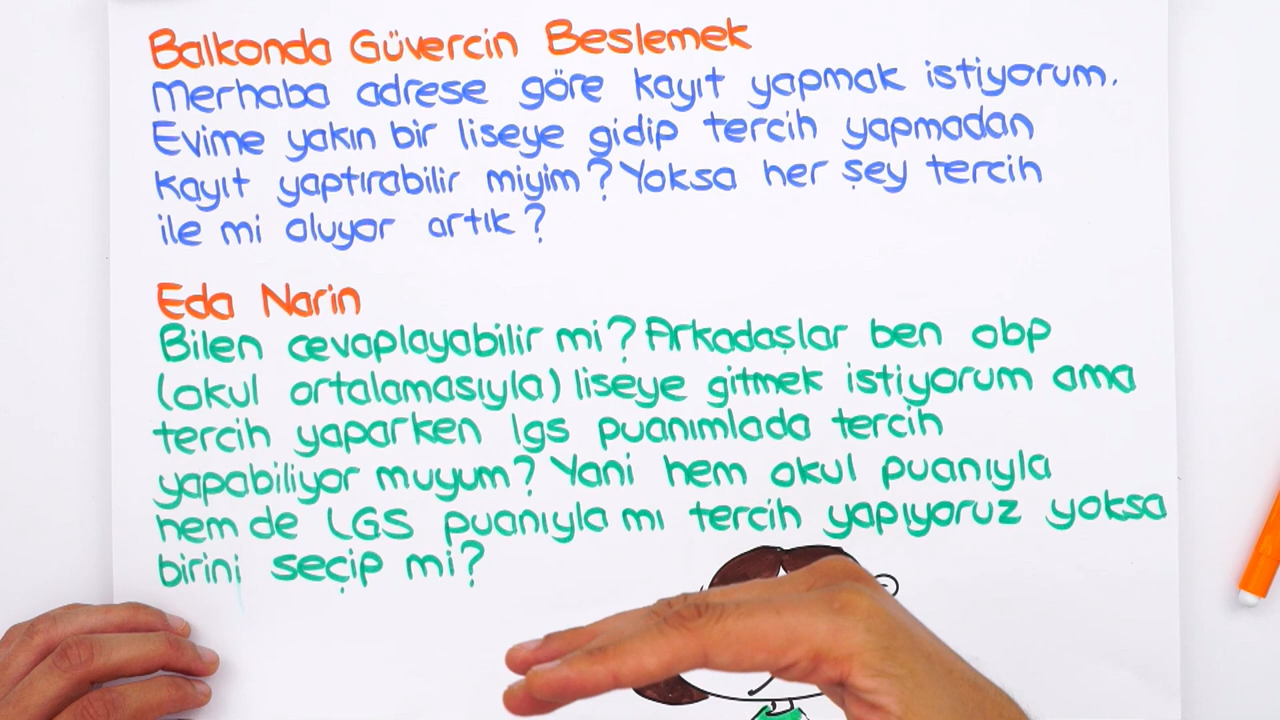 Balkonda Güvercin Beslemek
Merhaba adrese göre kayıt yapmak istiyorum.
Evime yakın bir liseye gidip tercih yapmadan
kayıt yaptırabilir miyim? Yoksa her şey tercih
ile mi oluyor artık?
Eda Narin
Bilen cevaplayabilir mi? Arkadaşlar ben obp
(okul ortalamasıyla) liseye gitmek istiyorum ama
tercih yaparken lgs puanımlada tercih
yapabiliyor muyum? Yani hem okul puanıyla
hem de LGS puanıyla mı tercih yapıyoruz yoksa
birini seçip mi?